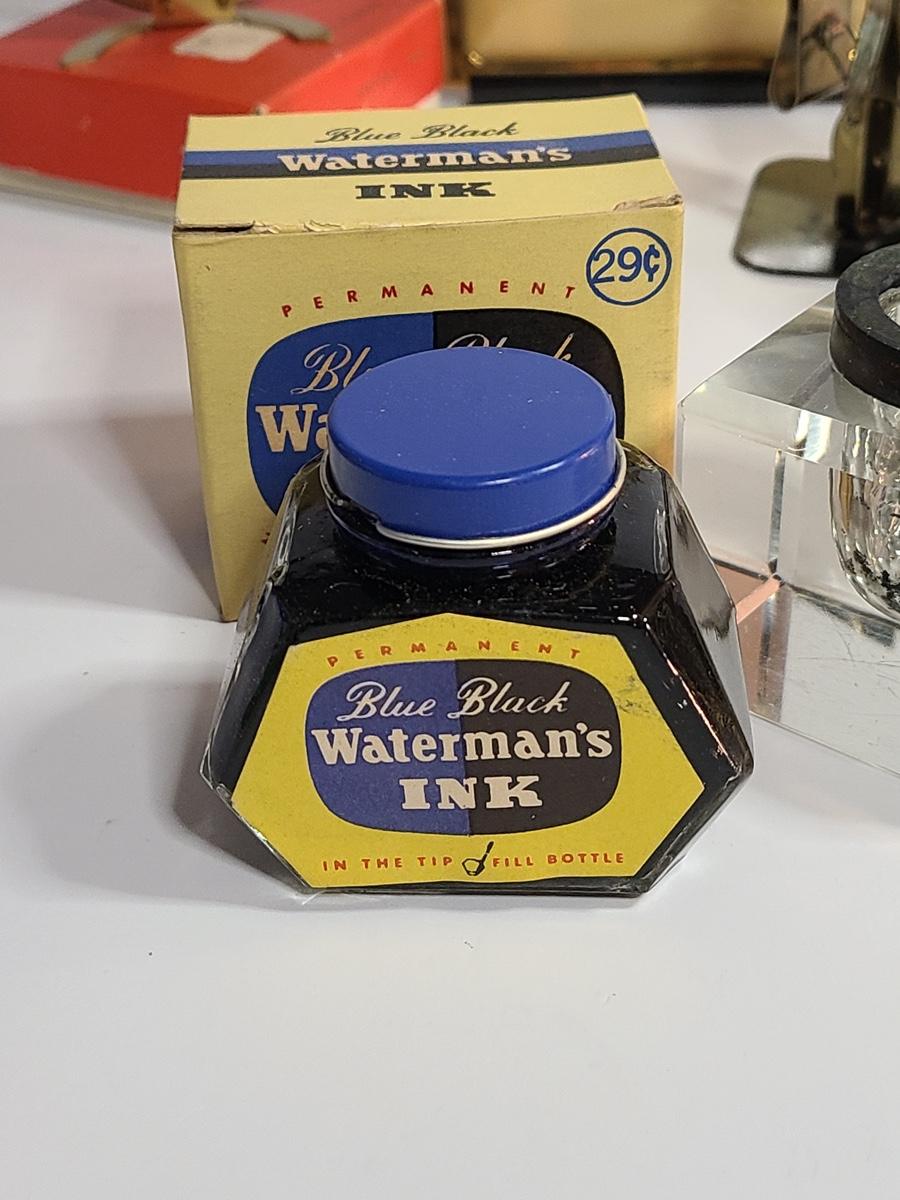 Blue Black
Waterman's
INK
29¢
PERMANENT
PERMANENT
Blue Black
Waterman's
INK
IN THE TIP FILL BOTTLE